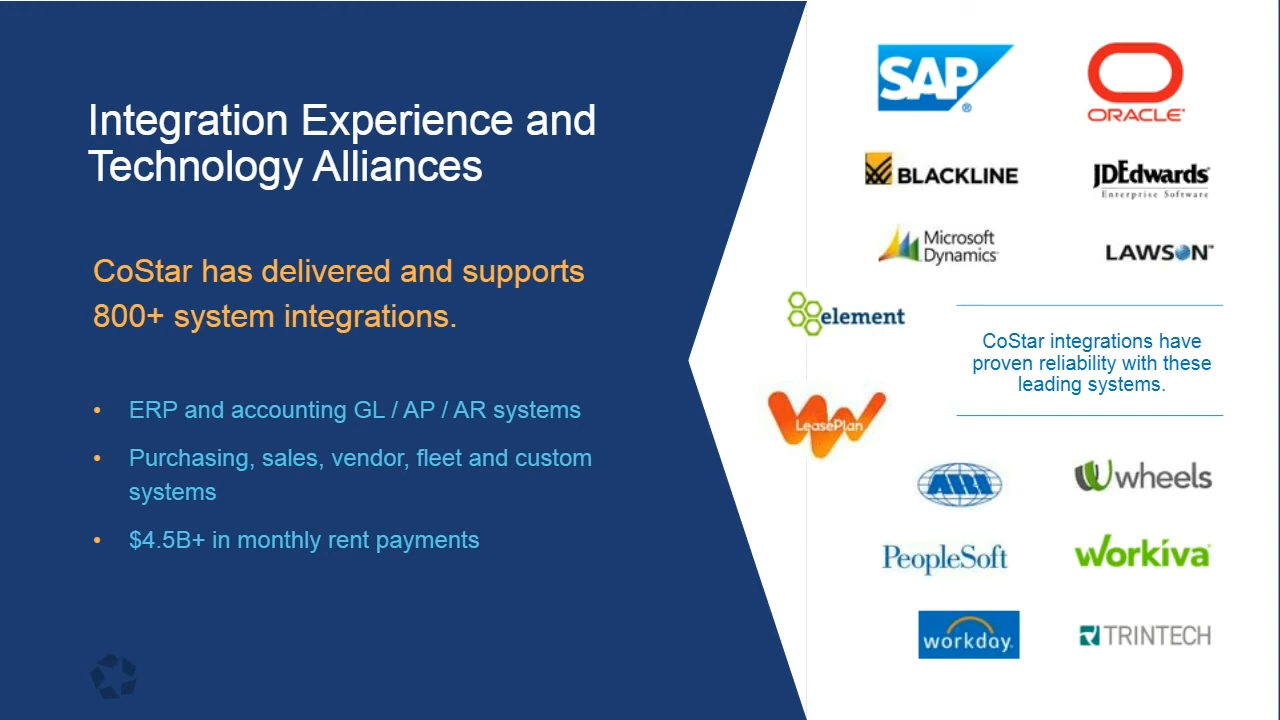 Integration Experience and
Technology Alliances
CoStar has delivered and supports
800+ system integrations.
• ERP and accounting GL / AP / AR systems
• Purchasing, sales, vendor, fleet and custom
systems
• $4.5B+ in monthly rent payments
SAP®
ORACLE®
BLACKLINE
JDEdwards®
Enterprise Software
Microsoft
Dynamics
LAWSON™
element
CoStar integrations have
proven reliability with these
leading systems.
LeasePlan
ARI
wheels
PeopleSoft
workiva
workday.
TRINTECH